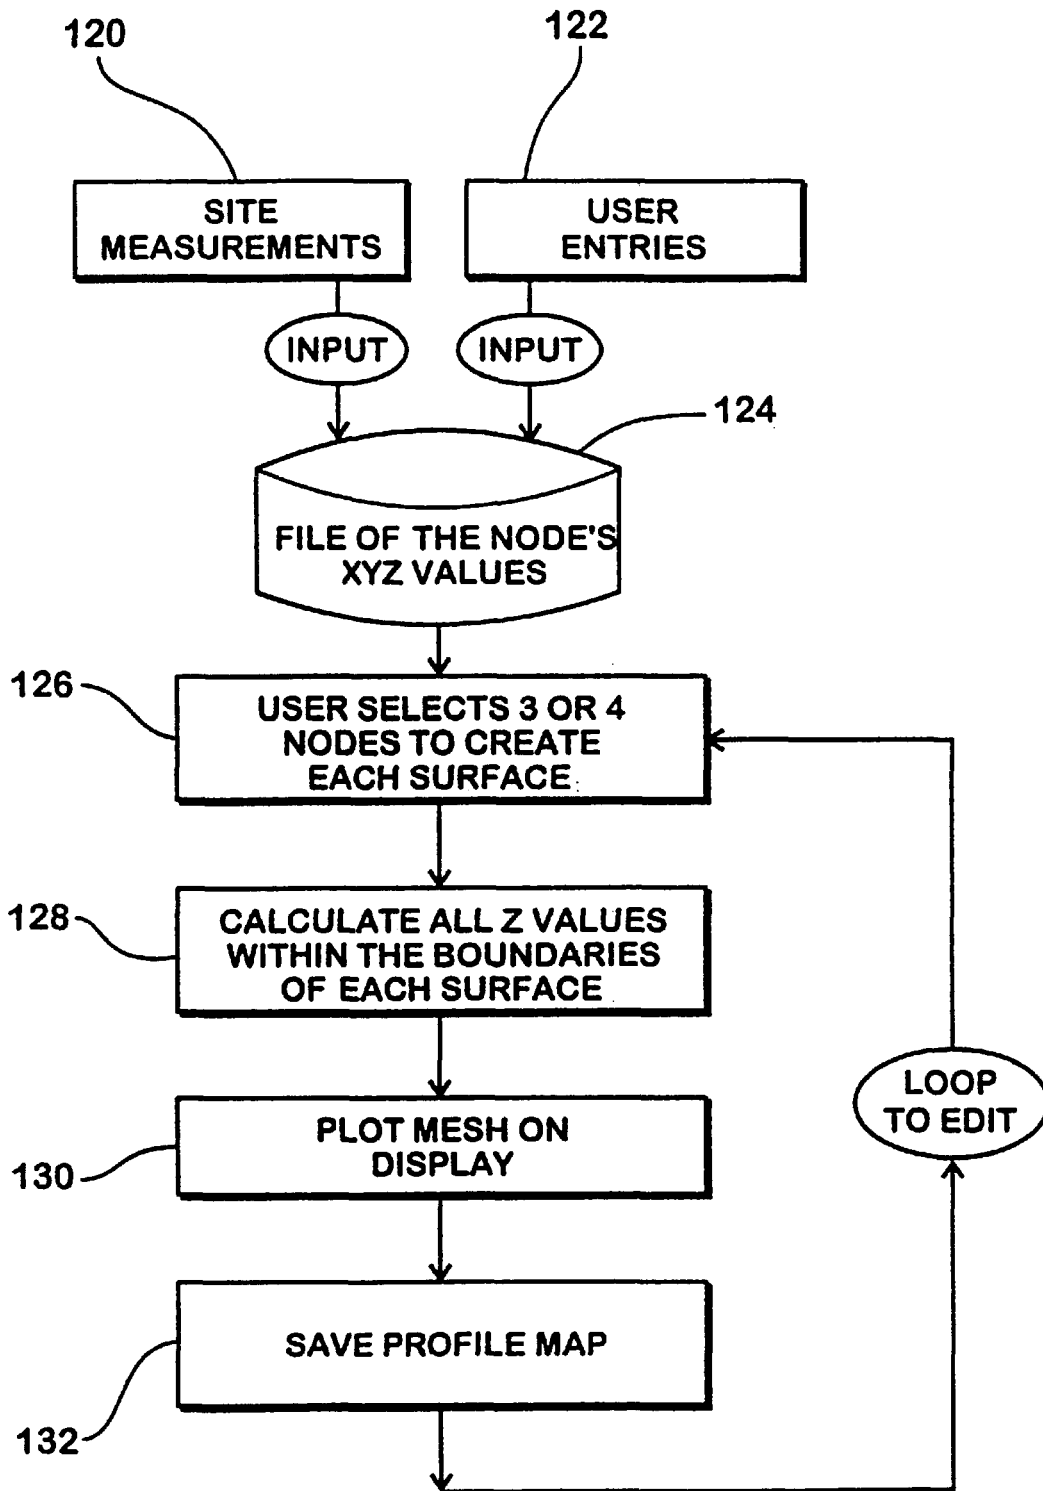 120
122
SITE
MEASUREMENTS
USER
ENTRIES
INPUT
INPUT
124
FILE OF THE NODE'S
XYZ VALUES
126
USER SELECTS 3 OR 4
NODES TO CREATE
EACH SURFACE
128
CALCULATE ALL Z VALUES
WITHIN THE BOUNDARIES
OF EACH SURFACE
LOOP
TO EDIT
130
PLOT MESH ON
DISPLAY
SAVE PROFILE MAP
132